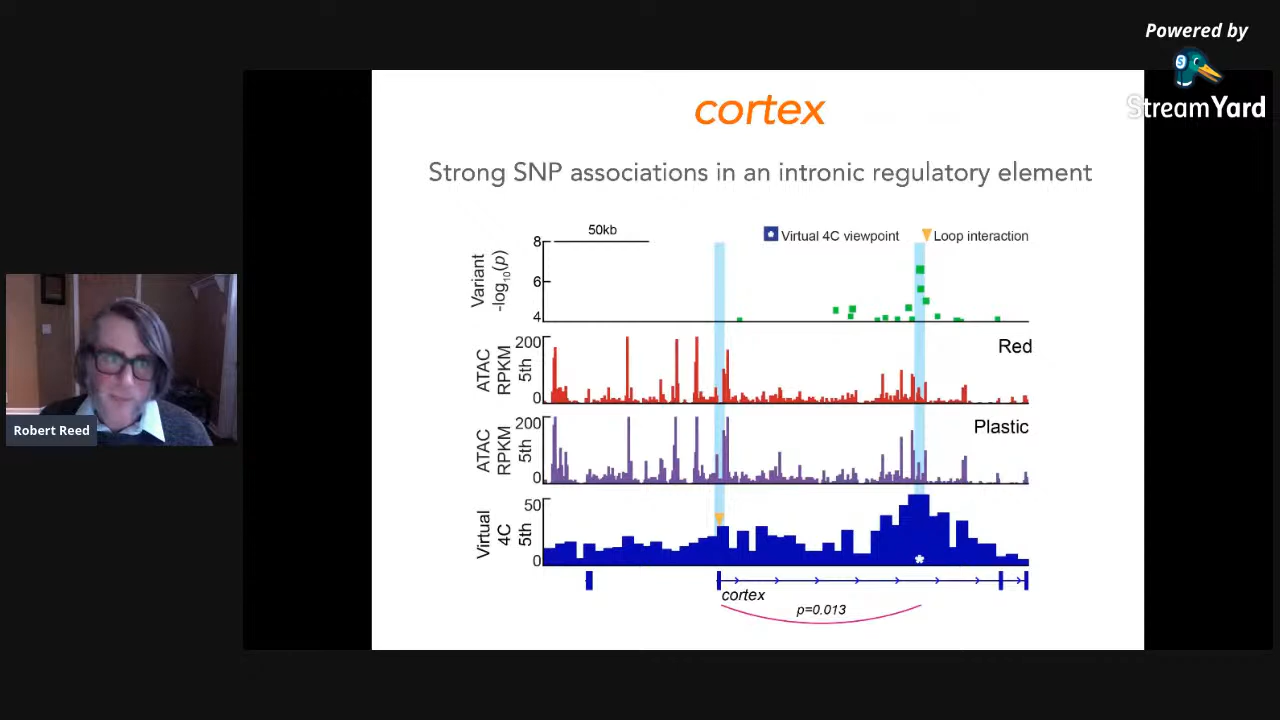 Powered by
StreamYard
cortex
Strong SNP associations in an intronic regulatory element
50kb
Virtual 4C viewpoint
Loop interaction
Variant
-log10(p)
8
6
4
Red
ATAC
RPKM
5th
200
0
Plastic
ATAC
RPKM
5th
200
0
Virtual
4C
5th
50
0
cortex
p=0.013
Robert Reed